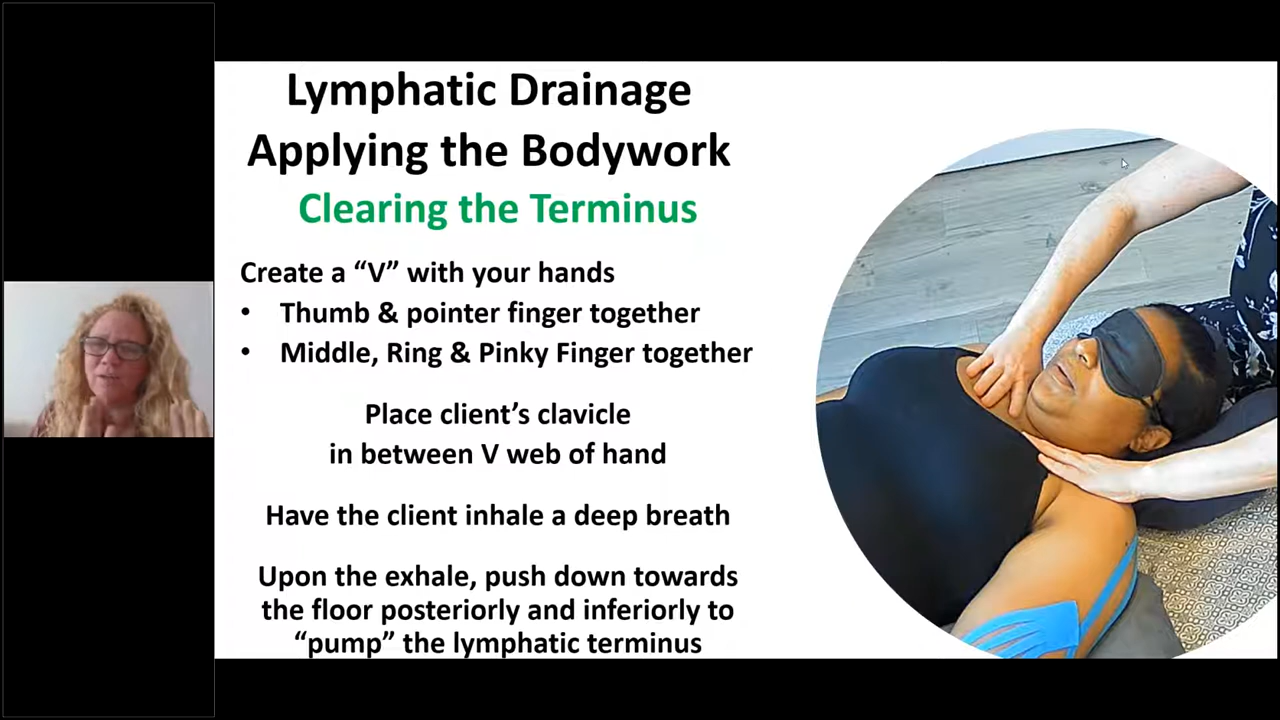 Lymphatic Drainage
Applying the Bodywork
Clearing the Terminus
Create a “V” with your hands
• Thumb & pointer finger together
• Middle, Ring & Pinky Finger together
Place client’s clavicle
in between V web of hand
Have the client inhale a deep breath
Upon the exhale, push down towards
the floor posteriorly and inferiorly to
“pump” the lymphatic terminus